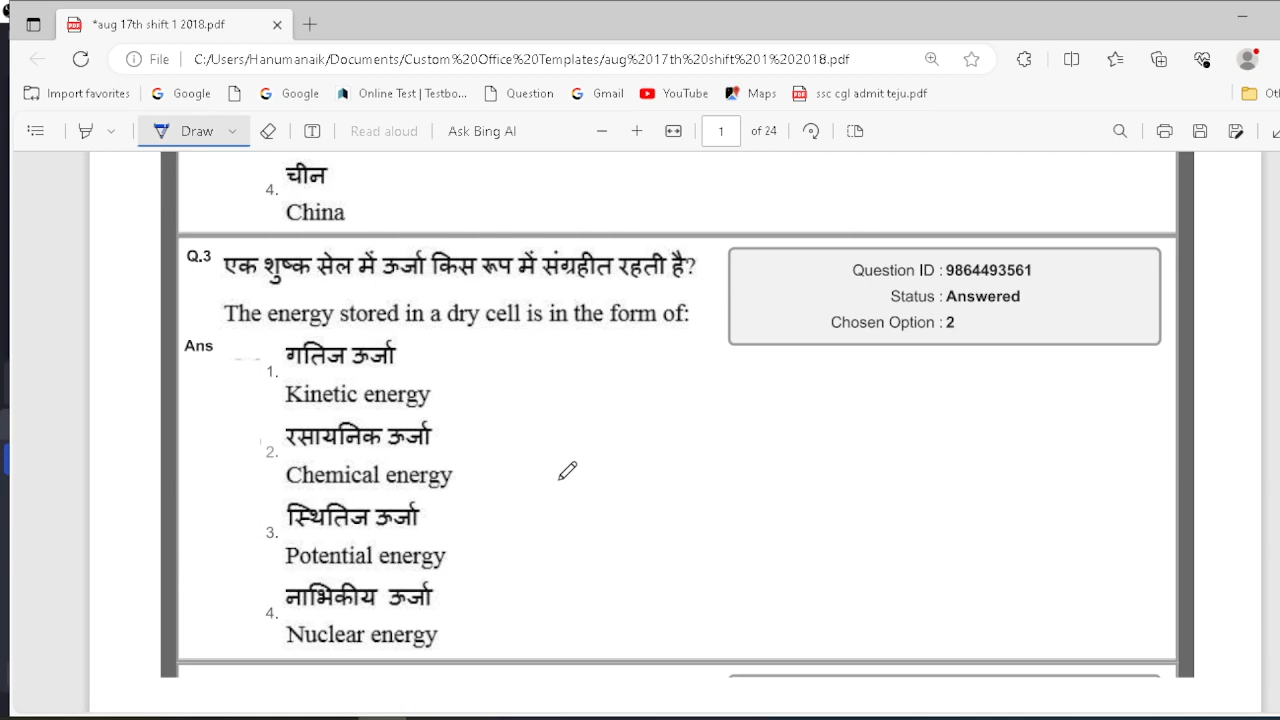 *aug 17th shift 1 2018.pdf
File
C:/Users/Hanumanaik/Documents/Custom%20Office%20Templates/aug%2017th%20shift%201%202018.pdf
Import favorites
Google
Google
Online Test | Testbo...
Question
Gmail
YouTube
Maps
ssc cgl admit teju.pdf
Draw
Read aloud
Ask Bing AI
1 of 24
चीन
4.
China
Q.3 एक शुष्क सेल में ऊर्जा किस रूप में संग्रहीत रहती है?
The energy stored in a dry cell is in the form of:
Question ID : 9864493561
Status : Answered
Chosen Option : 2
Ans
गतिज ऊर्जा
1.
Kinetic energy
रसायनिक ऊर्जा
2.
Chemical energy
स्थितिज ऊर्जा
3.
Potential energy
नाभिकीय ऊर्जा
4.
Nuclear energy